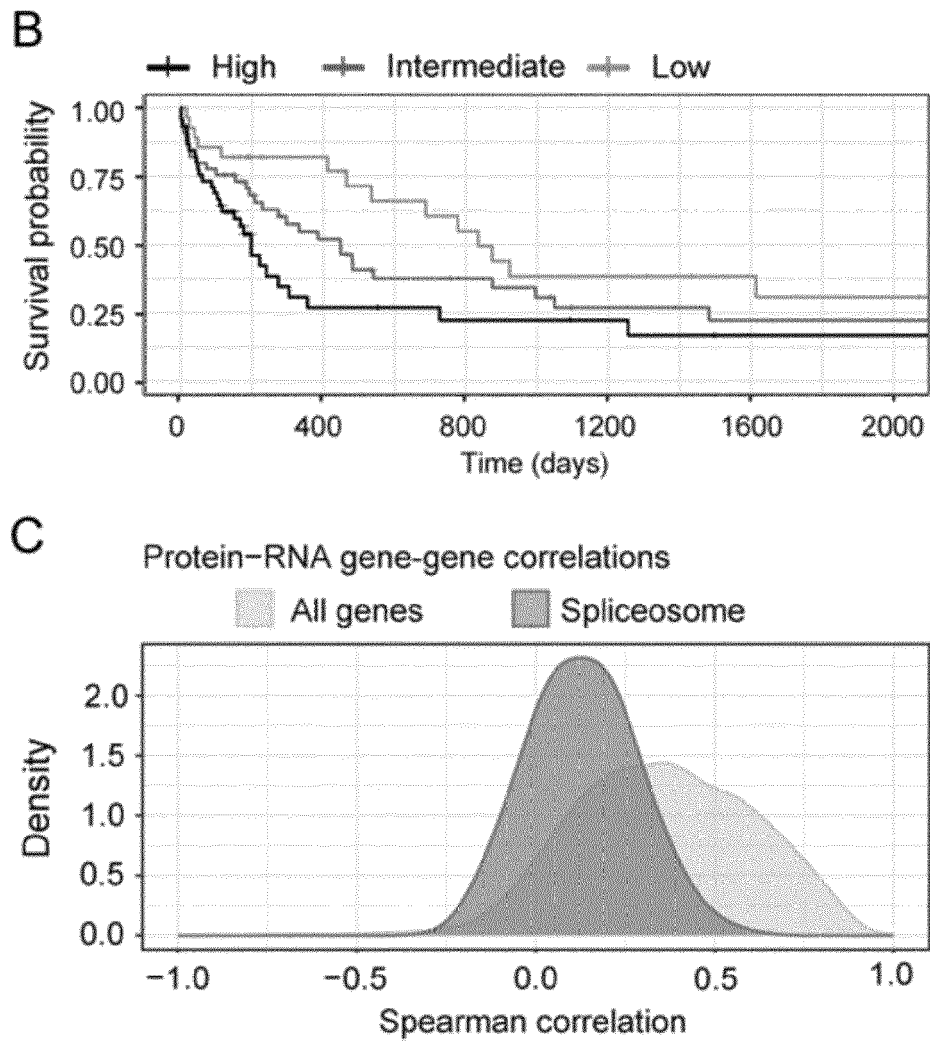 B
High Intermediate Low
Survival probability
1.00
0.75
0.50
0.25
0.00
0 400 800 1200 1600 2000
Time (days)
C
Protein−RNA gene-gene correlations
All genes Spliceosome
Density
2.0
1.5
1.0
0.5
0.0
−1.0 −0.5 0.0 0.5 1.0
Spearman correlation